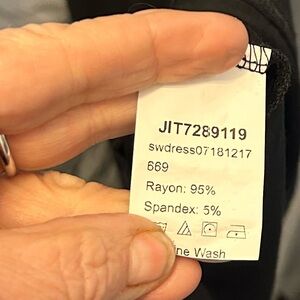 JIT7289119
swdress07181217
669
Rayon: 95%
Spandex: 5%
Wash